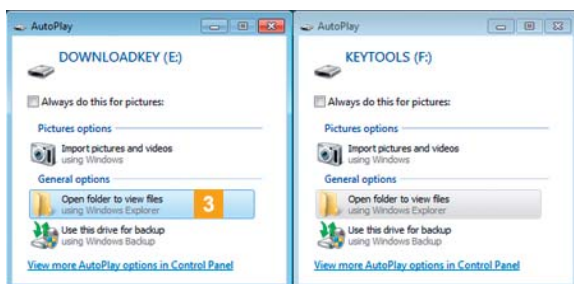 AutoPlay
DOWNLOADKEY (E:)
Always do this for pictures:
Pictures options
Import pictures and videos
using Windows
General options
Open folder to view files
using Windows Explorer
3
Use this drive for backup
using Windows Backup
View more AutoPlay options in Control Panel
AutoPlay
KEYTOOLS (F:)
Always do this for pictures:
Pictures options
Import pictures and videos
using Windows
General options
Open folder to view files
using Windows Explorer
Use this drive for backup
using Windows Backup
View more AutoPlay options in Control Panel